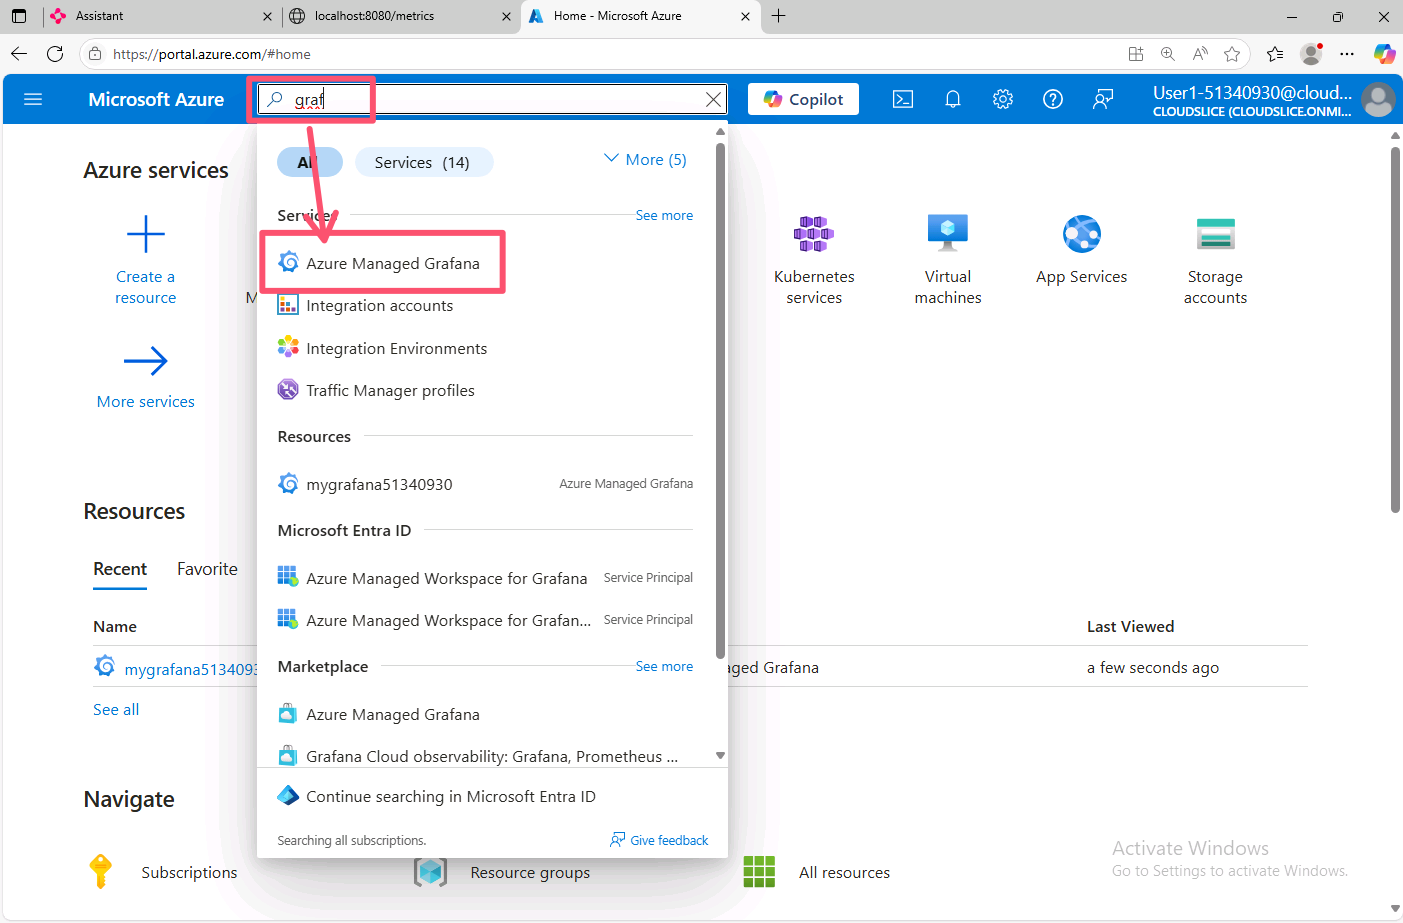 Assistant
localhost:8080/metrics
Home - Microsoft Azure
https://portal.azure.com/#home
Microsoft Azure
graf
Copilot
User1-51340930@cloud...
CLOUDSLICE (CLOUDSLICE.ONMI...
Services (14)
More (5)
Azure services
Services
See more
Create a
resource
Azure Managed Grafana
Integration accounts
Integration Environments
Traffic Manager profiles
Kubernetes
services
Virtual
machines
App Services
Storage
accounts
More services
Resources
mygrafana51340930
Azure Managed Grafana
Microsoft Entra ID
Azure Managed Workspace for Grafana
Service Principal
Azure Managed Workspace for Grafan...
Service Principal
Marketplace
See more
Azure Managed Grafana
Grafana Cloud observability: Grafana, Prometheus ...
Continue searching in Microsoft Entra ID
Searching all subscriptions.
Give feedback
Resources
Recent
Favorite
Name
Last Viewed
mygrafana5134093
Grafana
a few seconds ago
See all
Navigate
Subscriptions
Resource groups
All resources
Activate Windows
Go to Settings to activate Windows.